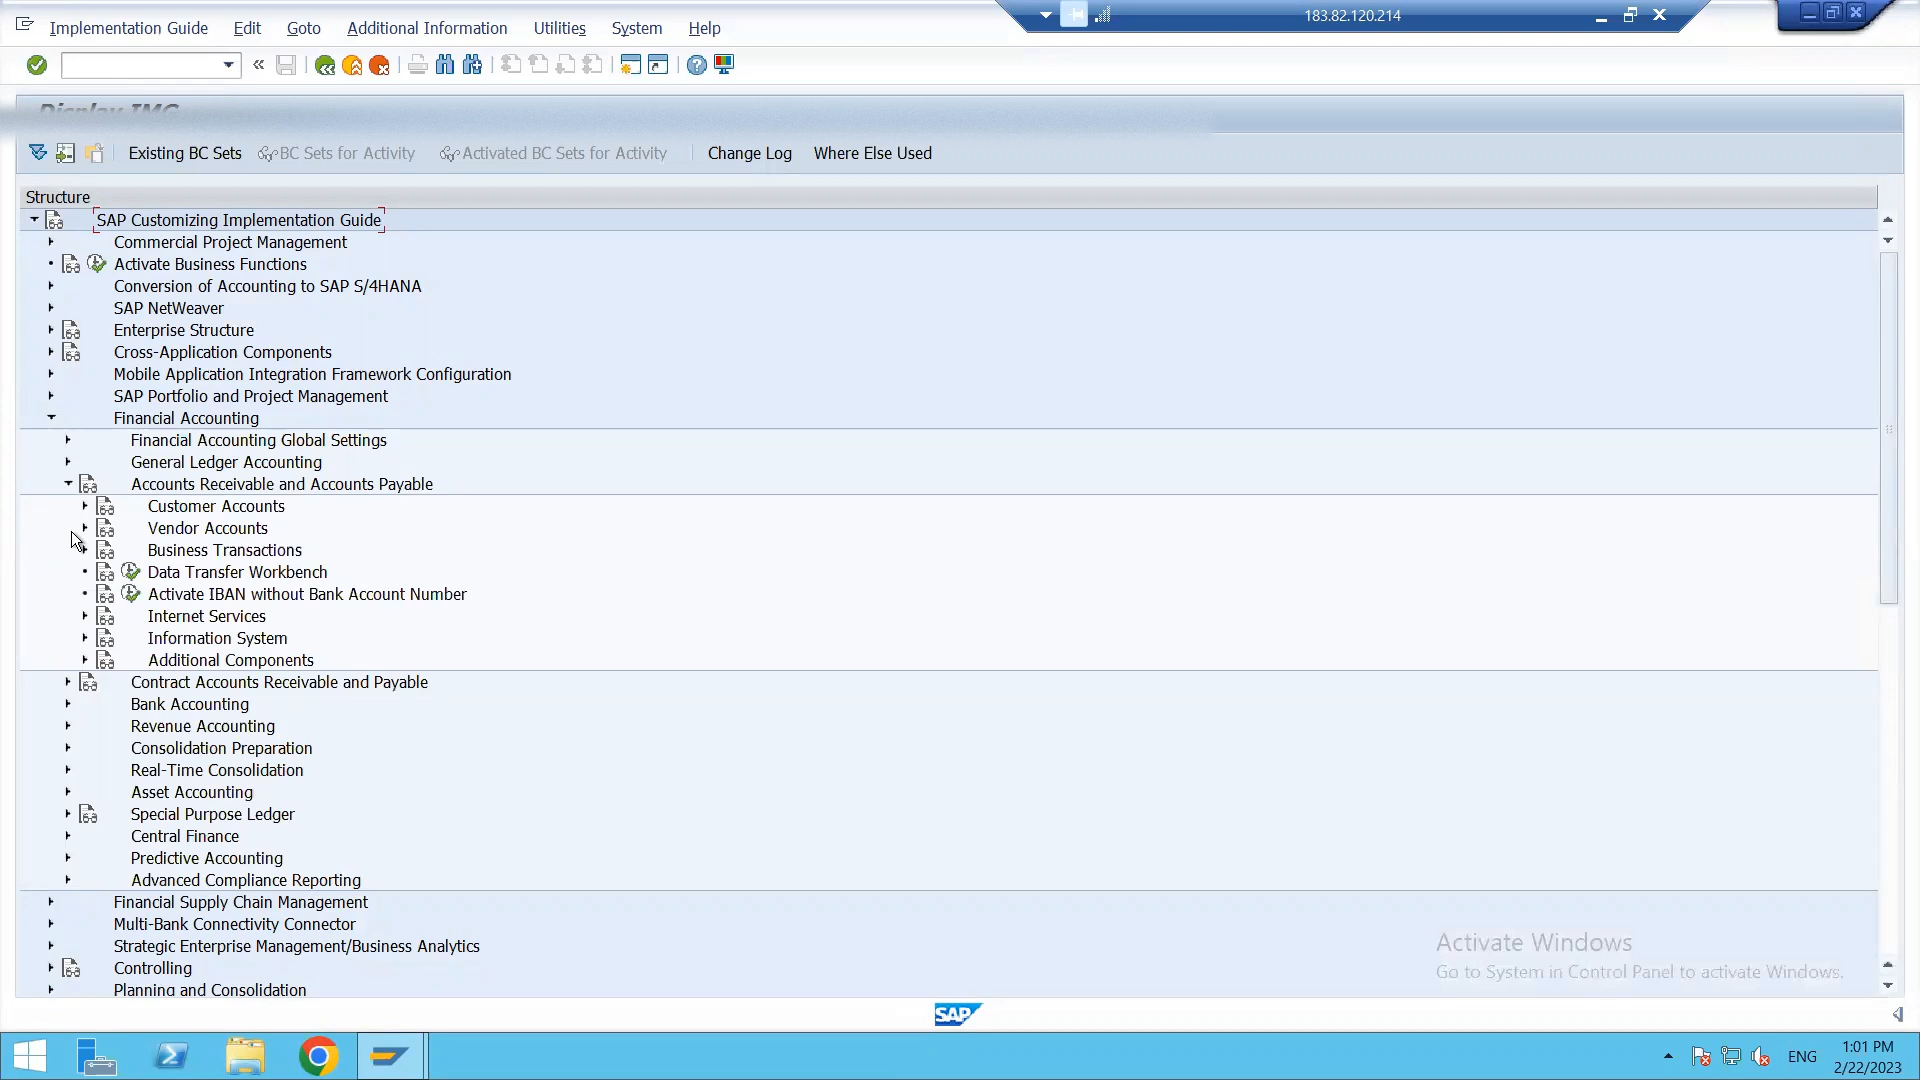 Implementation Guide Edit Goto Additional Information Utilities System Help
183.82.120.214
Display IMG
Existing BC Sets BC Sets for Activity Activated BC Sets for Activity Change Log Where Else Used
Structure
SAP Customizing Implementation Guide
Commercial Project Management
Activate Business Functions
Conversion of Accounting to SAP S/4HANA
SAP NetWeaver
Enterprise Structure
Cross-Application Components
Mobile Application Integration Framework Configuration
SAP Portfolio and Project Management
Financial Accounting
Financial Accounting Global Settings
General Ledger Accounting
Accounts Receivable and Accounts Payable
Customer Accounts
Vendor Accounts
Business Transactions
Data Transfer Workbench
Activate IBAN without Bank Account Number
Internet Services
Information System
Additional Components
Contract Accounts Receivable and Payable
Bank Accounting
Revenue Accounting
Consolidation Preparation
Real-Time Consolidation
Asset Accounting
Special Purpose Ledger
Central Finance
Predictive Accounting
Advanced Compliance Reporting
Financial Supply Chain Management
Multi-Bank Connectivity Connector
Strategic Enterprise Management/Business Analytics
Controlling
Planning and Consolidation
Activate Windows
Go to System in Control Panel to activate Windows.
SAP
ENG
1:01 PM
2/22/2023